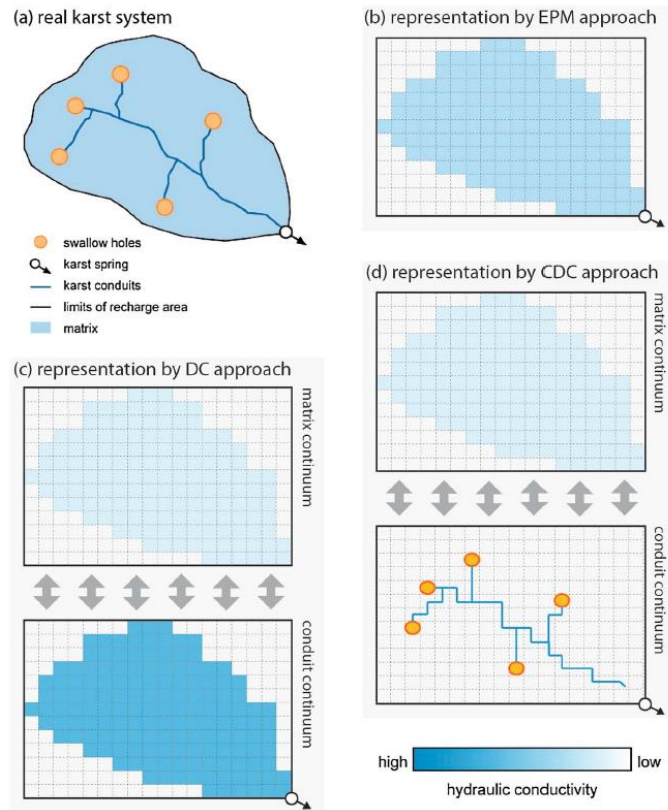 (a) real karst system
swallow holes
karst spring
karst conduits
limits of recharge area
matrix
(b) representation by EPM approach
(c) representation by DC approach
matrix continuum
conduit continuum
(d) representation by CDC approach
matrix continuum
conduit continuum
high
low
hydraulic conductivity